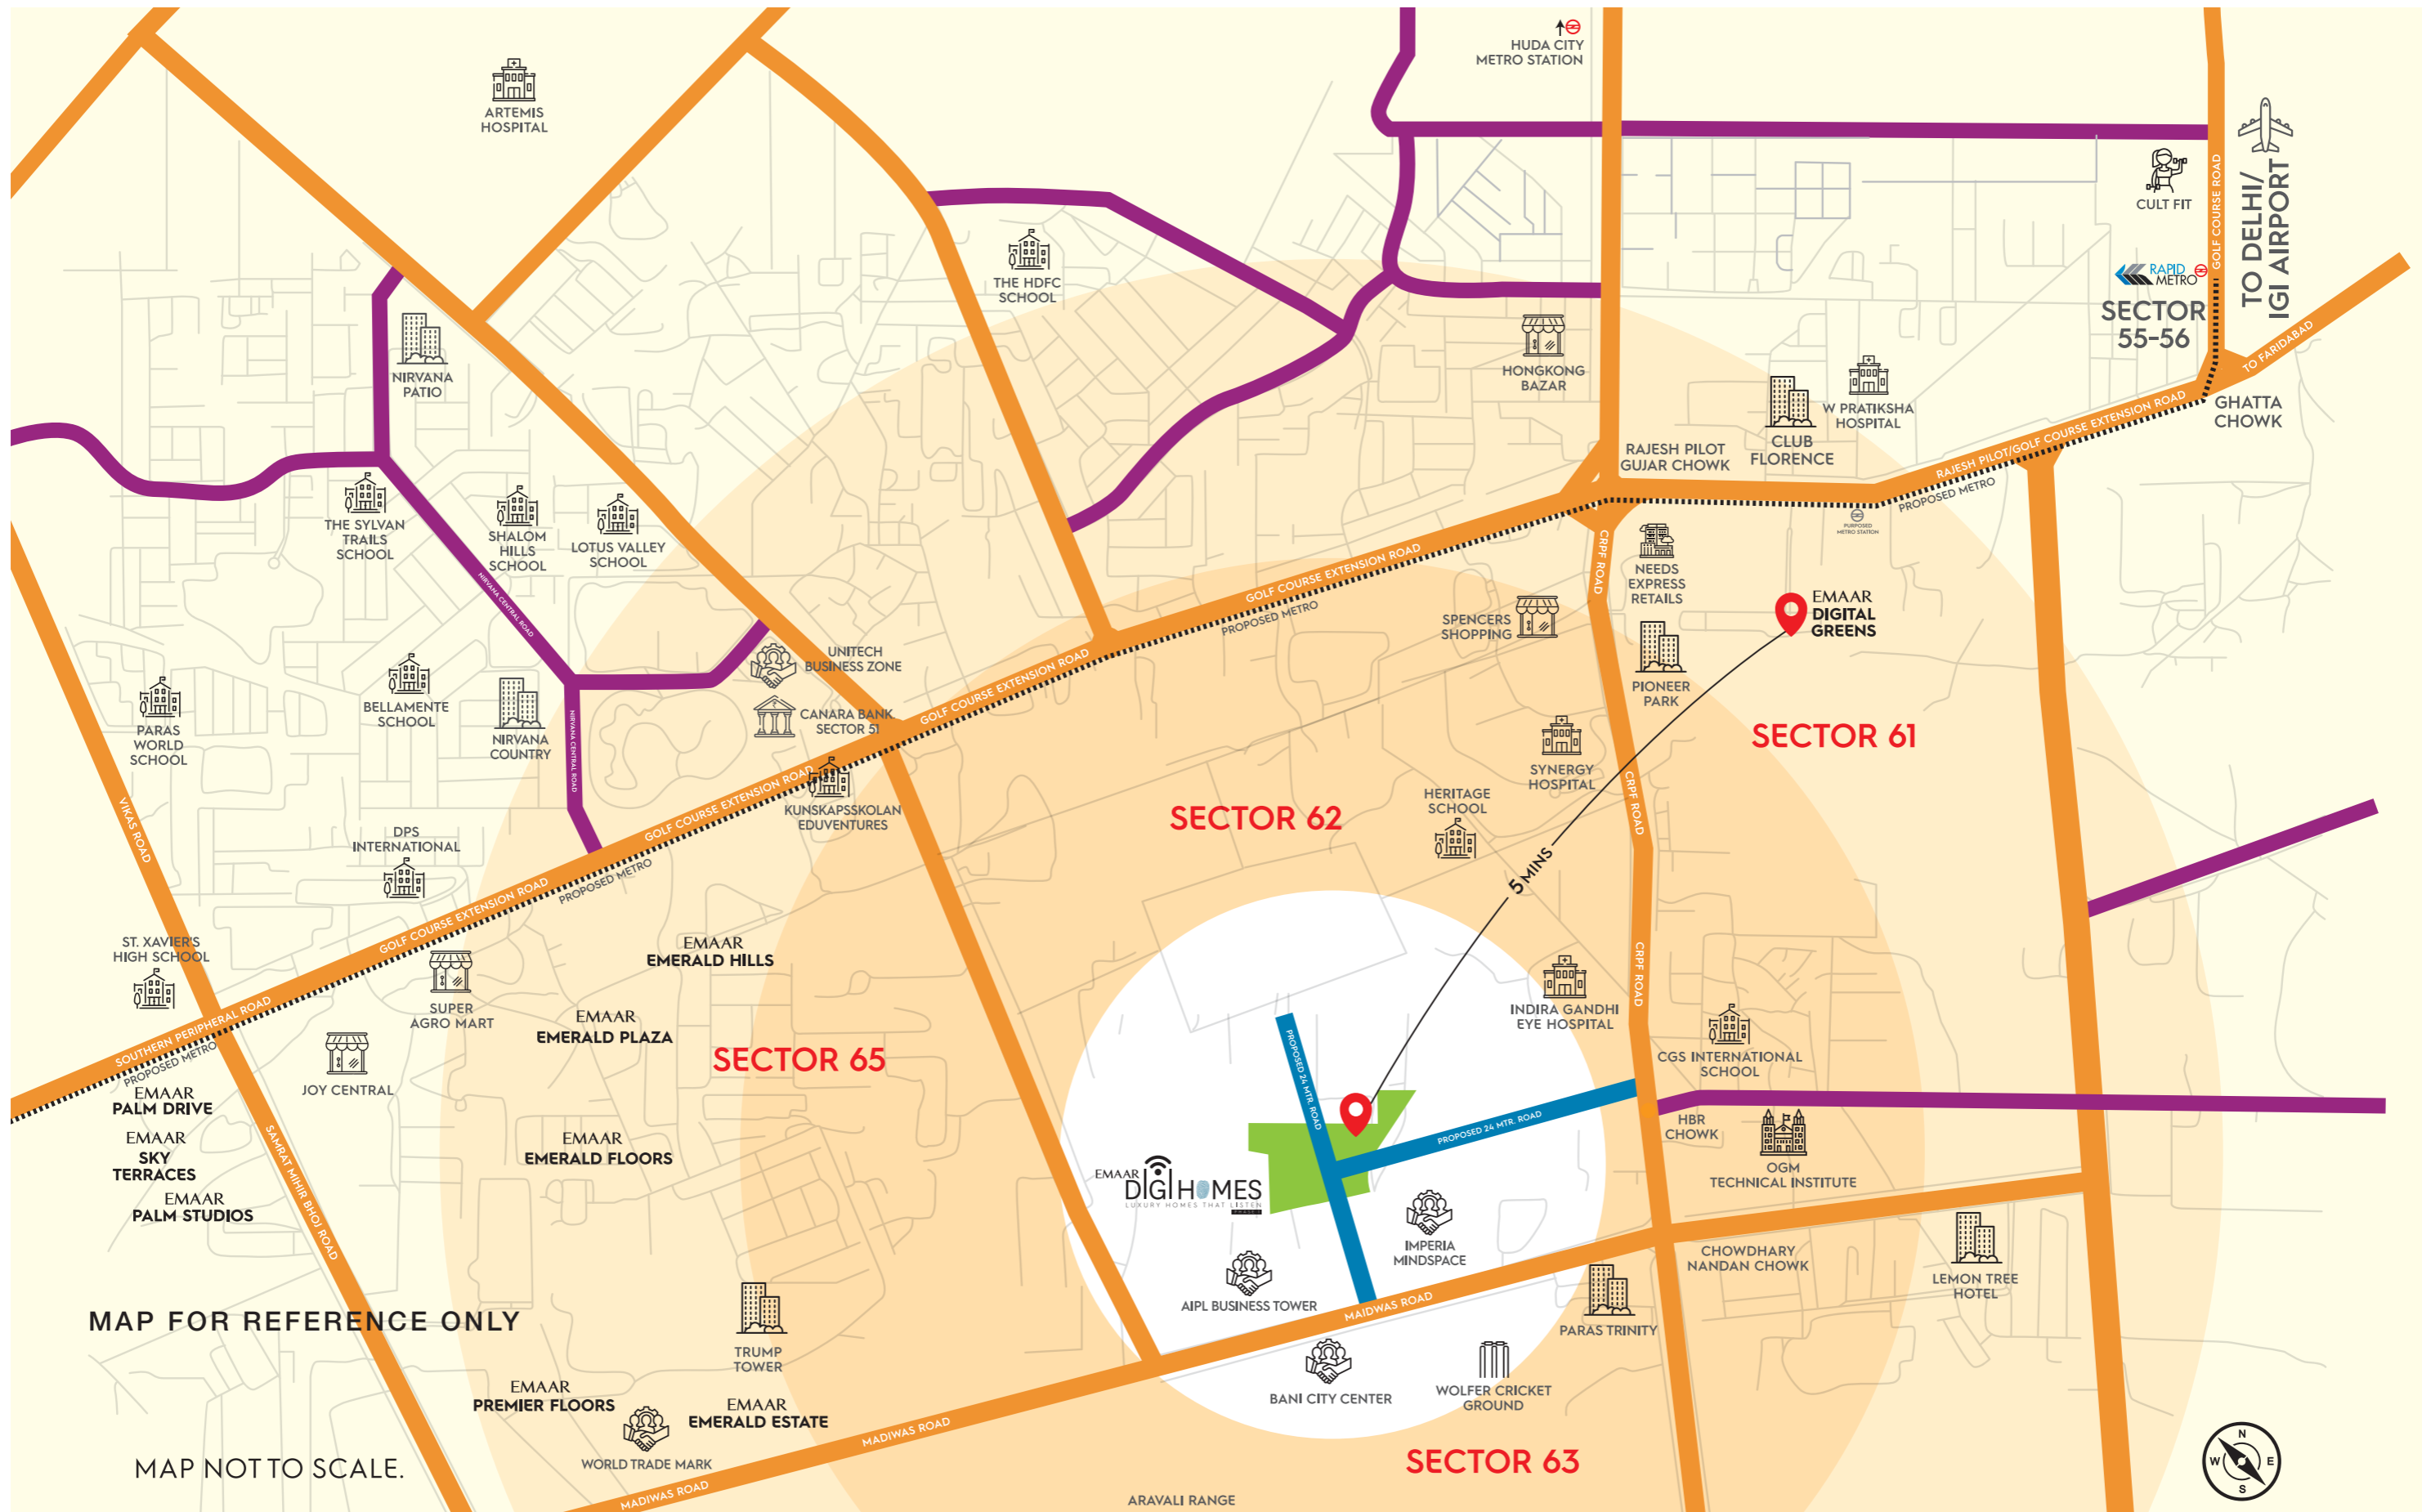 HUDA CITY
METRO STATION
ARTEMIS
HOSPITAL
CULT FIT
GOLF COURSE ROAD
TO DELHI/
IGI AIRPORT
RAPID
METRO
SECTOR
55-56
TO FARIDABAD
GHATTA
CHOWK
THE HDFC
SCHOOL
NIRVANA
PATIO
HONGKONG
BAZAR
W PRATIKSHA
HOSPITAL
CLUB
FLORENCE
RAJESH PILOT
GUJAR CHOWK
RAJESH PILOT/GOLF COURSE EXTENSION ROAD
PROPOSED METRO
PURPOSED
METRO STATION
THE SYLVAN
TRAILS
SCHOOL
SHALOM
HILLS
SCHOOL
LOTUS VALLEY
SCHOOL
NIRVANA CENTRAL ROAD
GOLF COURSE EXTENSION ROAD
PROPOSED METRO
CRPF ROAD
NEEDS
EXPRESS
RETAILS
EMAAR
DIGITAL
GREENS
SPENCERS
SHOPPING
PIONEER
PARK
UNITECH
BUSINESS ZONE
GOLF COURSE EXTENSION ROAD
BELLAMENTE
SCHOOL
NIRVANA
COUNTRY
NIRVANA CENTRAL ROAD
CANARA BANK
SECTOR 51
PARAS
WORLD
SCHOOL
SECTOR 61
SYNERGY
HOSPITAL
CRPF ROAD
HERITAGE
SCHOOL
SECTOR 62
KUNSKAPSSKOLAN
EDUVENTURES
GOLF COURSE EXTENSION ROAD
PROPOSED METRO
VIKAS ROAD
DPS
INTERNATIONAL
5 MINS
GOLF COURSE EXTENSION ROAD
ST. XAVIER'S
HIGH SCHOOL
EMAAR
EMERALD HILLS
CRPF ROAD
SUPER
AGRO MART
EMAAR
EMERALD PLAZA
INDIRA GANDHI
EYE HOSPITAL
SOUTHERN PERIPHERAL ROAD
PROPOSED METRO
SECTOR 65
CGS INTERNATIONAL
SCHOOL
JOY CENTRAL
PROPOSED 24 MTR. ROAD
PROPOSED 24 MTR. ROAD
EMAAR
PALM DRIVE
HBR
CHOWK
EMAAR
SKY
TERRACES
EMAAR
EMERALD FLOORS
OGM
TECHNICAL INSTITUTE
EMAAR
DIGIHOMES
LUXURY HOMES THAT LISTEN
EMAAR
PALM STUDIOS
SAMRAT MIHIR BHOJ ROAD
IMPERIA
MINDSPACE
CHOWDHARY
NANDAN CHOWK
LEMON TREE
HOTEL
AIPL BUSINESS TOWER
MAIDWAS ROAD
PARAS TRINITY
MAP FOR REFERENCE ONLY
TRUMP
TOWER
BANI CITY CENTER
WOLFER CRICKET
GROUND
EMAAR
PREMIER FLOORS
EMAAR
EMERALD ESTATE
MADIWAS ROAD
WORLD TRADE MARK
MAP NOT TO SCALE.
SECTOR 63
MADIWAS ROAD
ARAVALI RANGE
N
W E
S